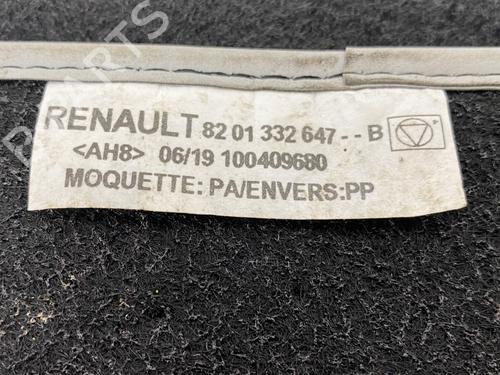 RENAULT 82 01 332 647 - - B
<AH8> 06/19 100409680
MOQUETTE: PA/ENVERS:PP